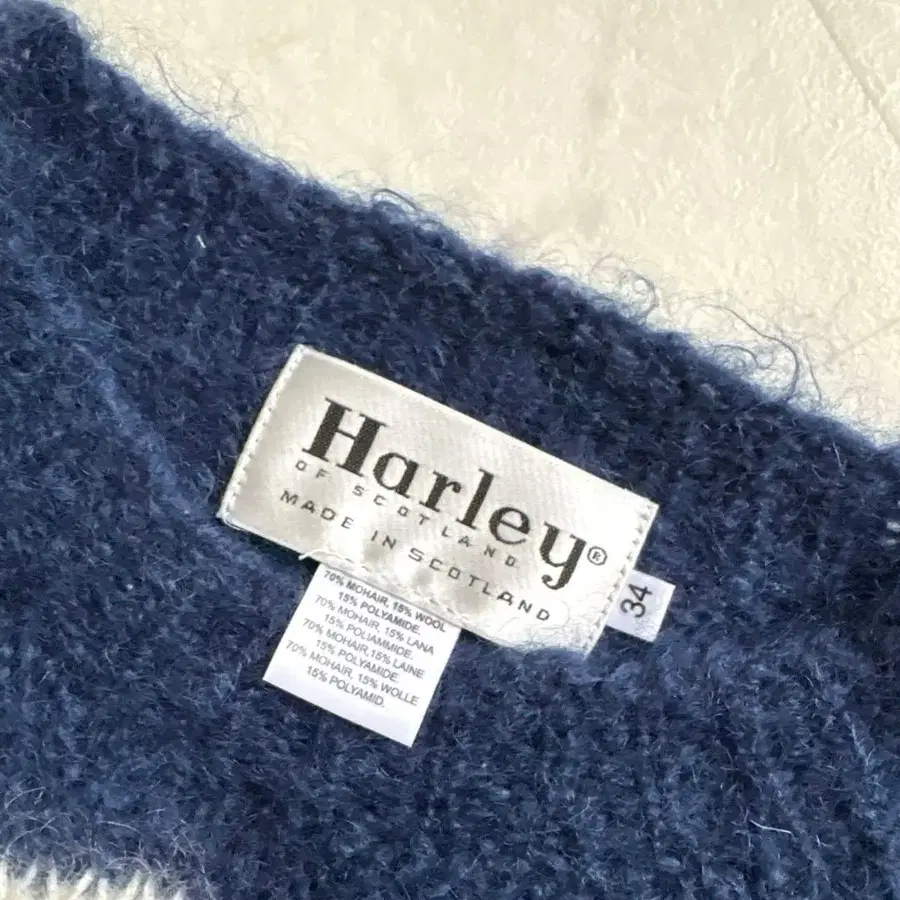 Harley®
OF SCOTLAND
MADE IN SCOTLAND
34
70% MOHAIR, 15% WOOL
15% POLYAMIDE.
70% MOHAIR, 15% LANA
15% POLIAMMIDE.
70% MOHAIR,15% LAINE
15% POLYAMIDE.
70% MOHAIR, 15% WOLLE
15% POLYAMID.